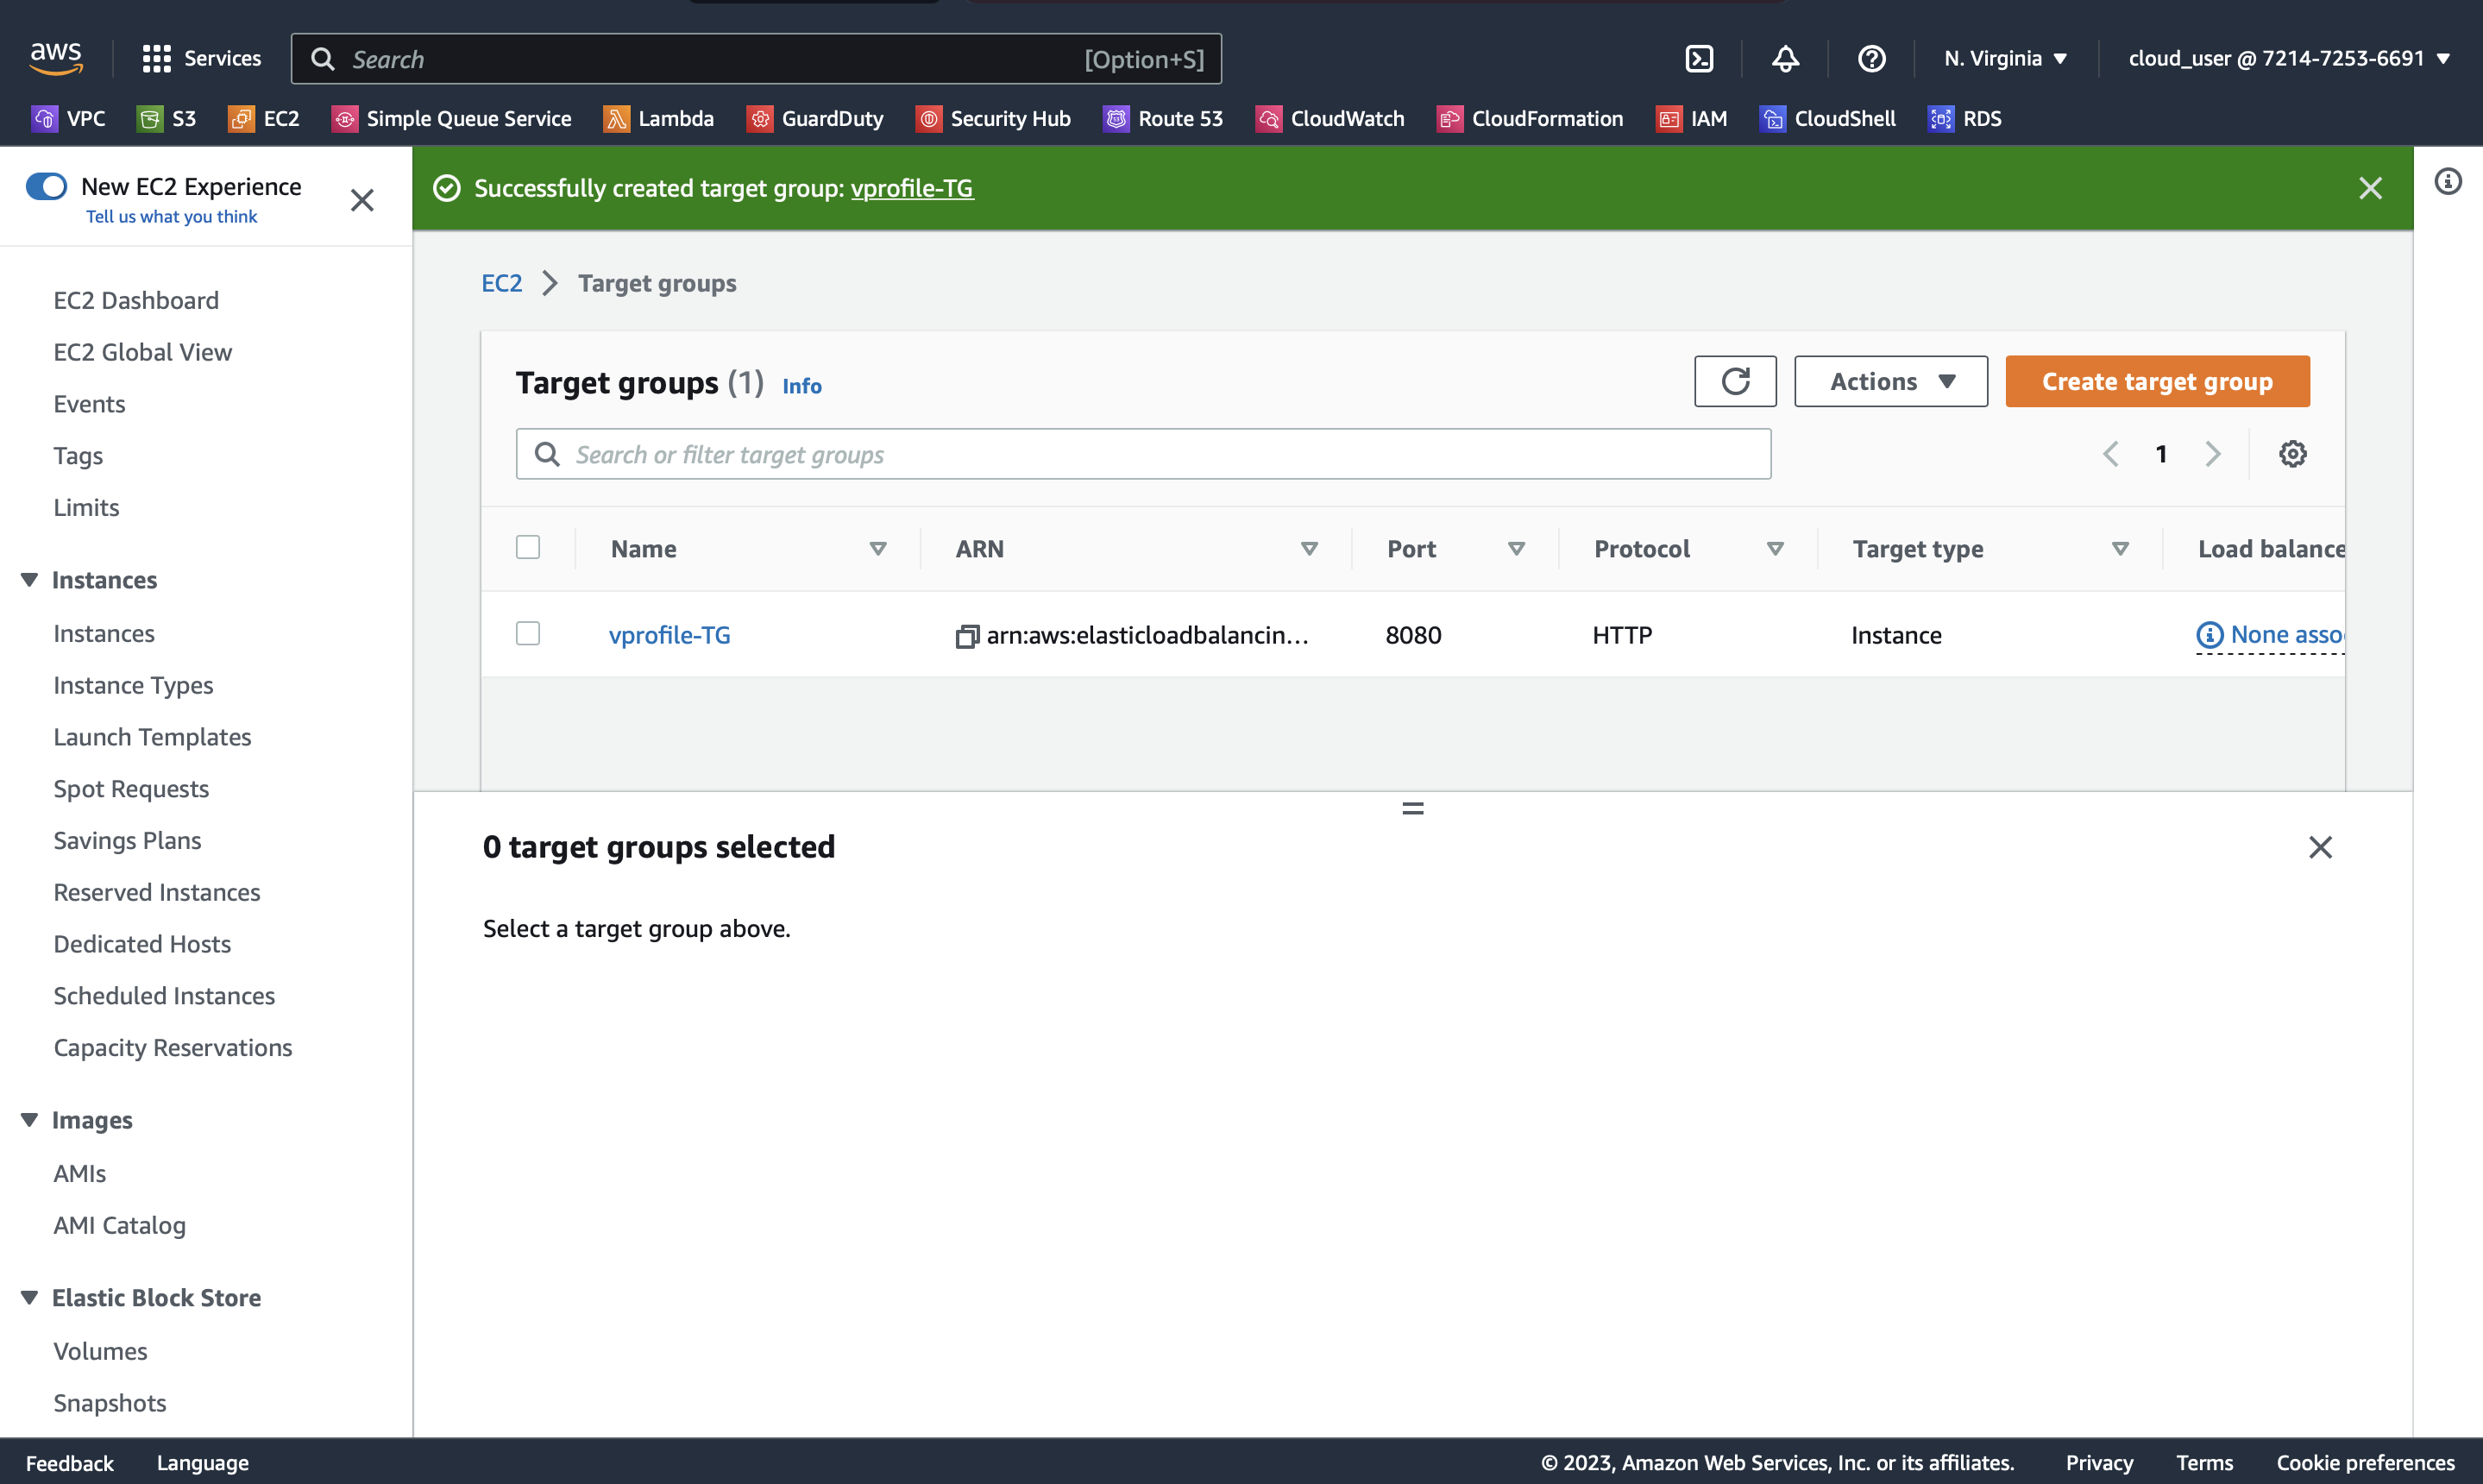 aws
Services
Search
[Option+S]
N. Virginia
cloud_user @ 7214-7253-6691
VPC
S3
EC2
Simple Queue Service
Lambda
GuardDuty
Security Hub
Route 53
CloudWatch
CloudFormation
IAM
CloudShell
RDS
New EC2 Experience
Tell us what you think
EC2 Dashboard
EC2 Global View
Events
Tags
Limits
Instances
Instances
Instance Types
Launch Templates
Spot Requests
Savings Plans
Reserved Instances
Dedicated Hosts
Scheduled Instances
Capacity Reservations
Images
AMIs
AMI Catalog
Elastic Block Store
Volumes
Snapshots
Successfully created target group: vprofile-TG
EC2 > Target groups
Target groups (1) Info
Actions
Create target group
Search or filter target groups
1
Name
ARN
Port
Protocol
Target type
Load balance
vprofile-TG
arn:aws:elasticloadbalancin...
8080
HTTP
Instance
None asso
0 target groups selected
Select a target group above.
Feedback
Language
© 2023, Amazon Web Services, Inc. or its affiliates.
Privacy
Terms
Cookie preferences